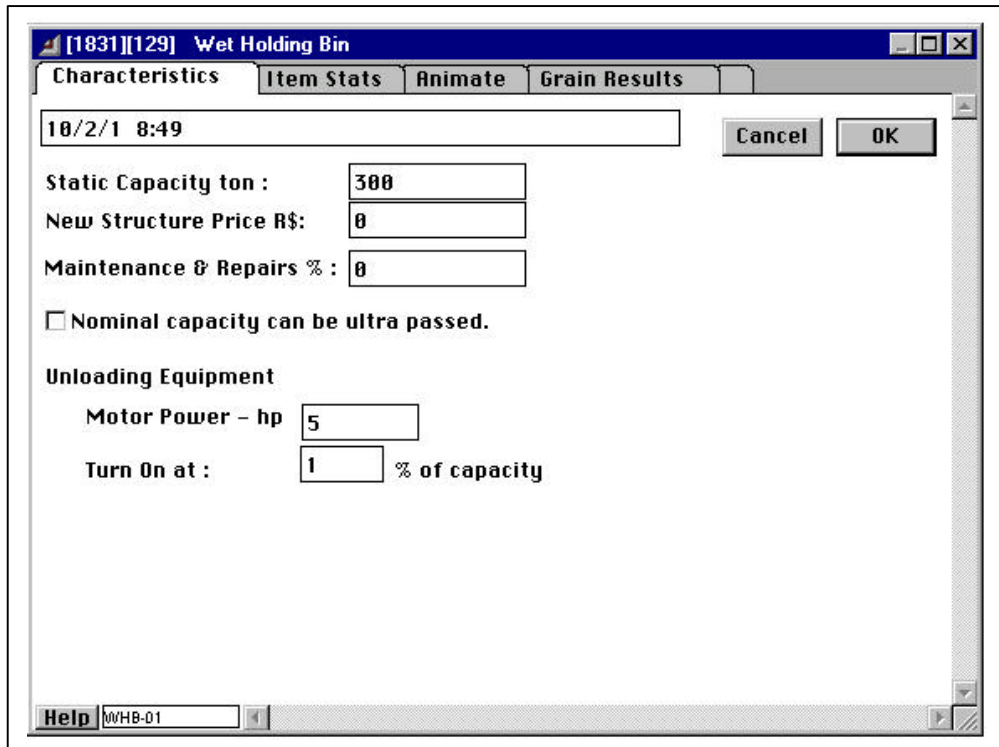 [1831][129] Wet Holding Bin
Characteristics Item Stats Animate Grain Results
10/2/1 8:49
Cancel OK
Static Capacity ton : 300
New Structure Price R$: 0
Maintenance & Repairs % : 0
Nominal capacity can be ultra passed.
Unloading Equipment
Motor Power - hp 5
Turn On at : 1 % of capacity
Help WHB-01